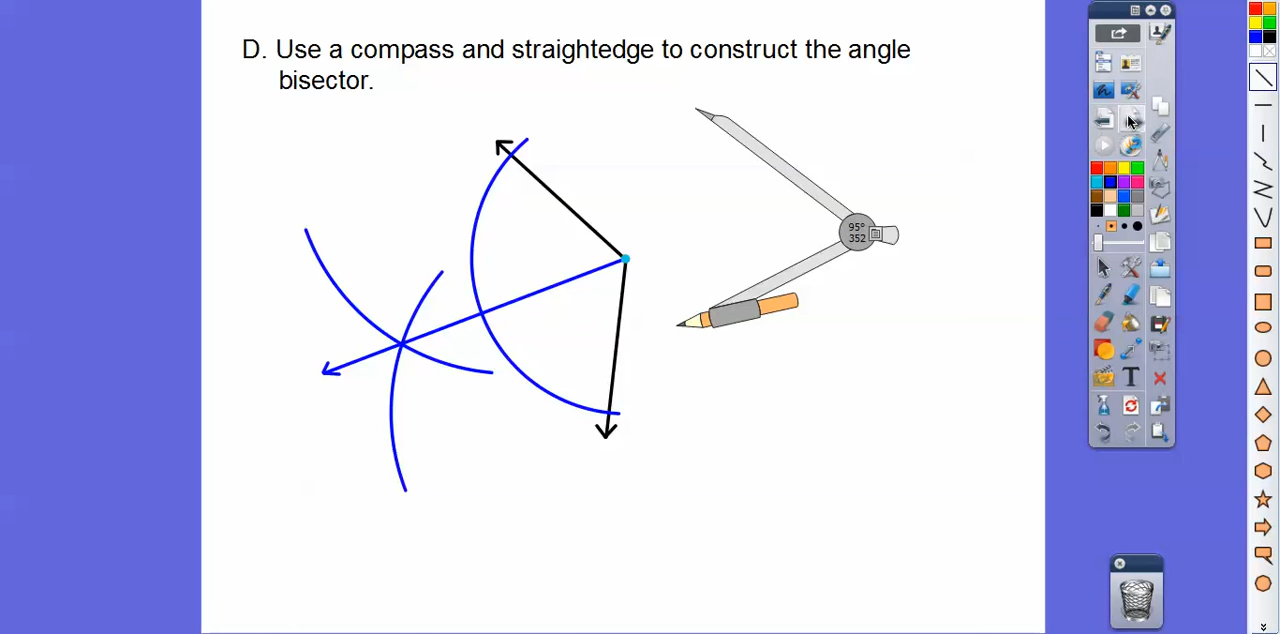 D. Use a compass and straightedge to construct the angle
bisector.
95°
352
T